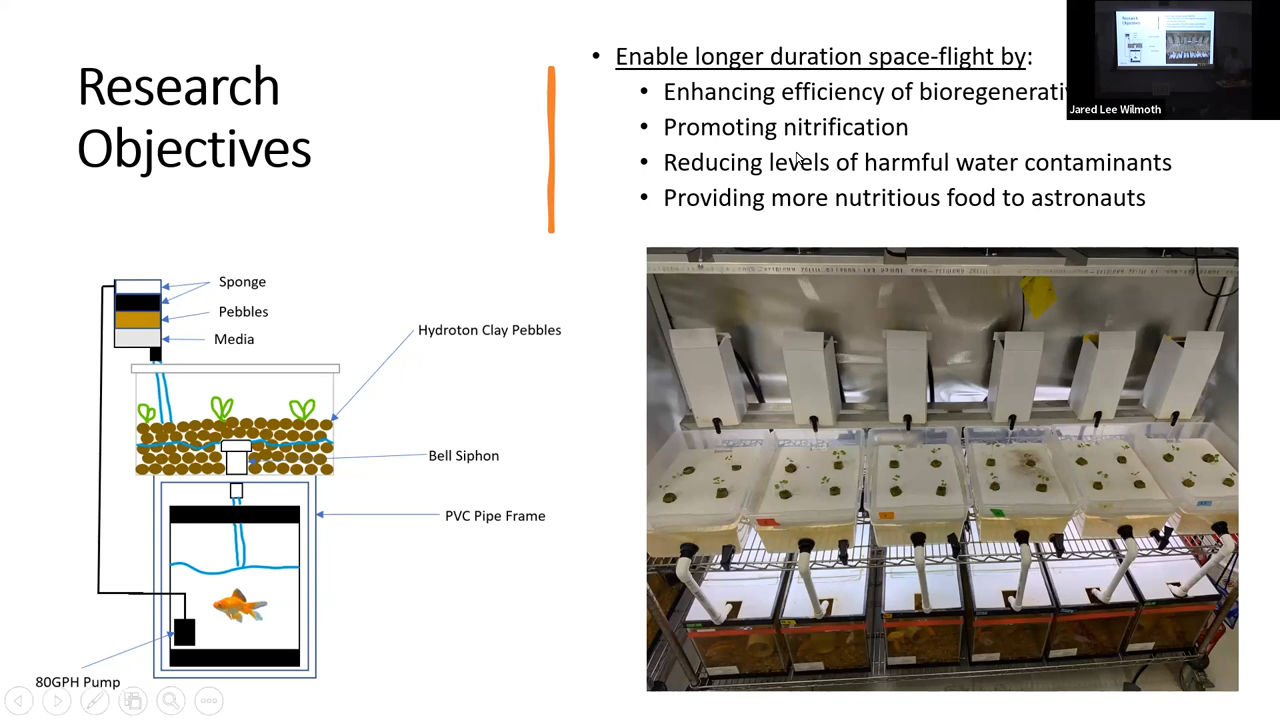 Research
Objectives
• Enable longer duration space-flight by:
• Enhancing efficiency of
• Promoting nitrification
• Reducing levels of harmful water contaminants
• Providing more nutritious food to astronauts
Jared Lee Wilmoth
Sponge
Pebbles
Media
Hydroton Clay Pebbles
Bell Siphon
PVC Pipe Frame
80GPH Pump